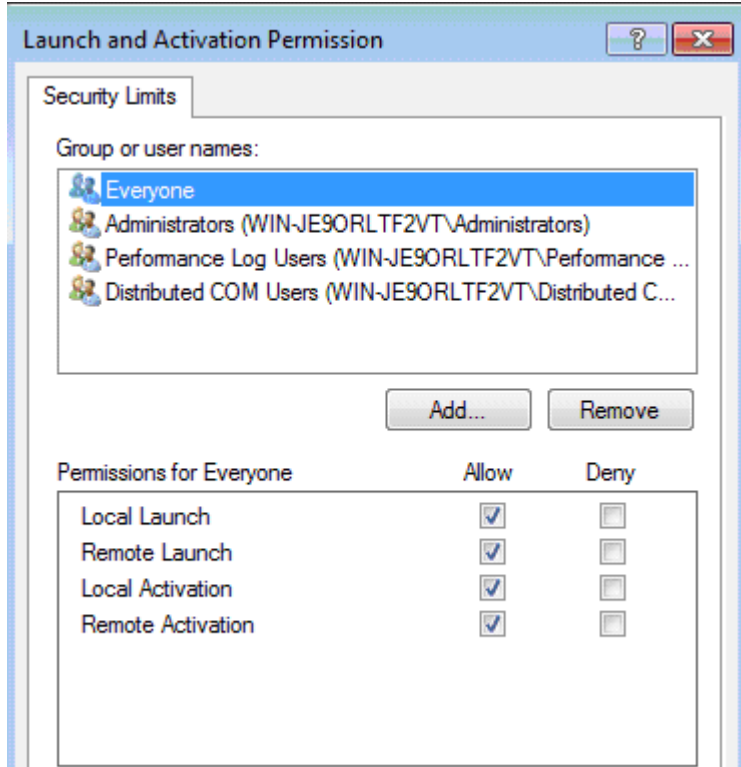 Launch and Activation Permission
?
Security Limits
Group or user names:
Everyone
Administrators (WIN-JE9ORLTF2VT\Administrators)
Performance Log Users (WIN-JE9ORLTF2VT\Performance ...
Distributed COM Users (WIN-JE9ORLTF2VT\Distributed C...
Add... Remove
Permissions for Everyone Allow Deny
Local Launch
Remote Launch
Local Activation
Remote Activation